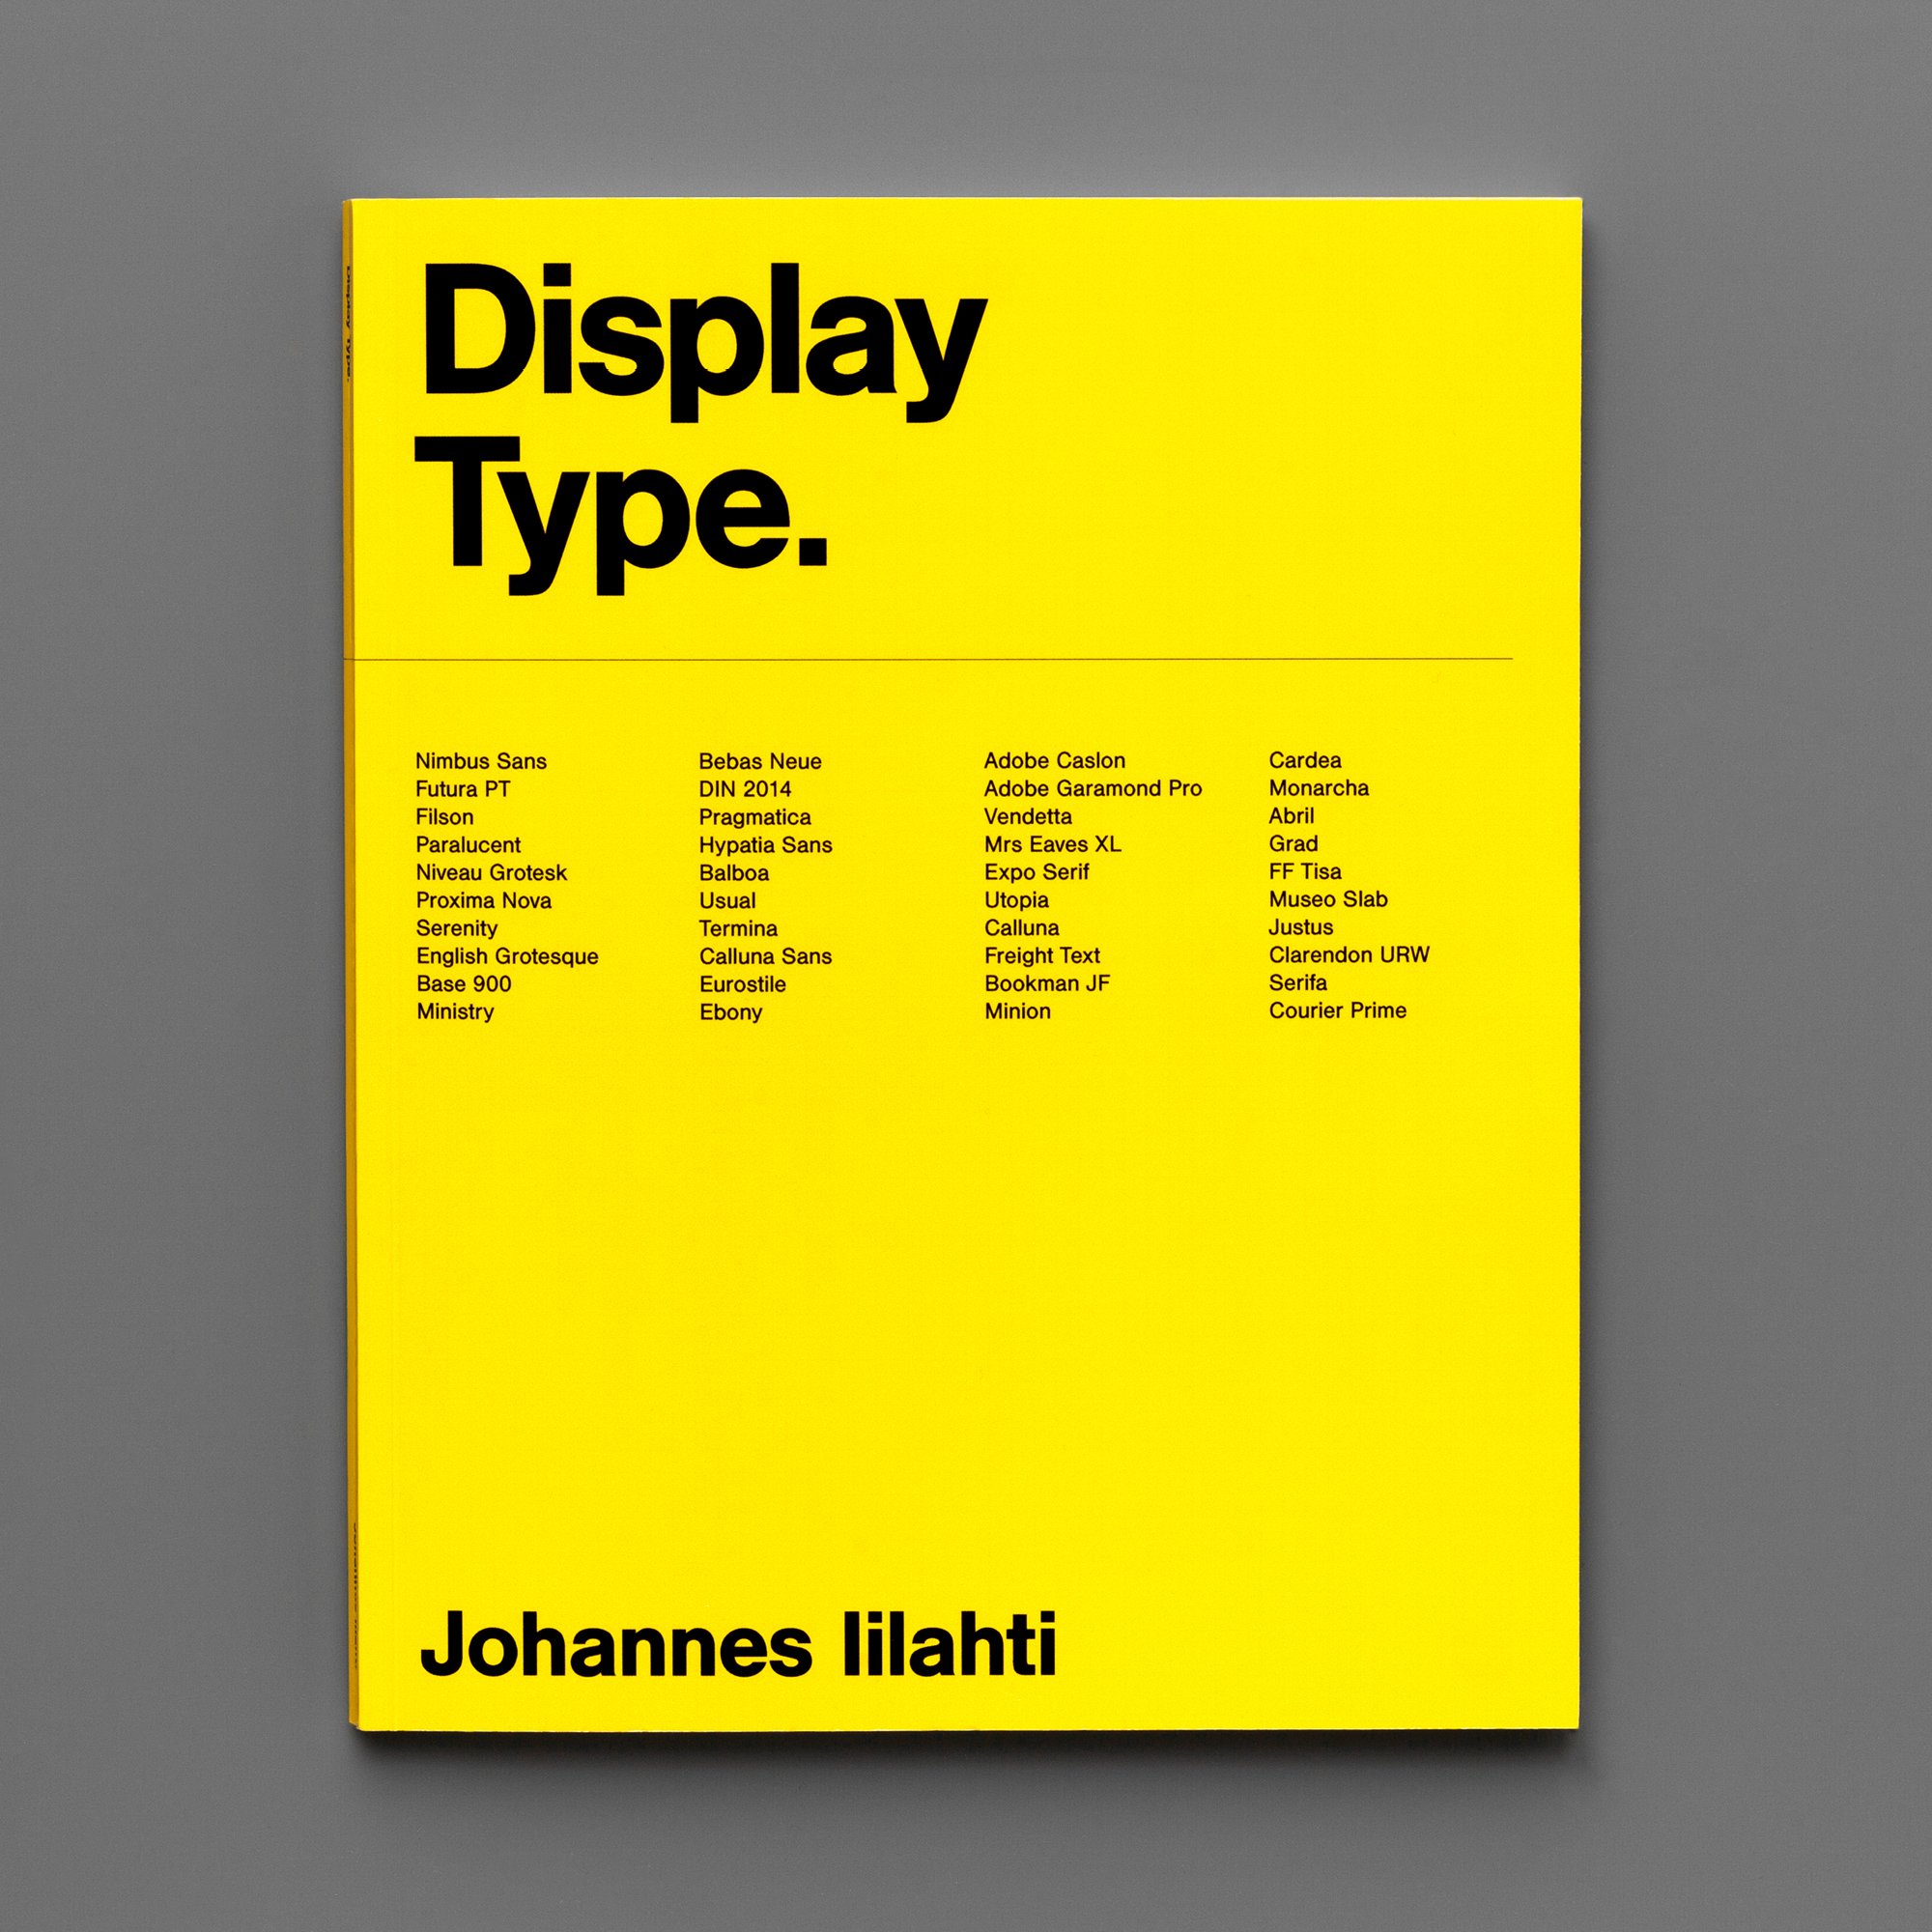 Display
Type.
Nimbus Sans
Futura PT
Filson
Paralucent
Niveau Grotesk
Proxima Nova
Serenity
English Grotesque
Base 900
Ministry
Bebas Neue
DIN 2014
Pragmatica
Hypatia Sans
Balboa
Usual
Termina
Calluna Sans
Eurostile
Ebony
Adobe Caslon
Adobe Garamond Pro
Vendetta
Mrs Eaves XL
Expo Serif
Utopia
Calluna
Freight Text
Bookman JF
Minion
Cardea
Monarcha
Abril
Grad
FF Tisa
Museo Slab
Justus
Clarendon URW
Serifa
Courier Prime
Johannes Iilahti
Display Type.